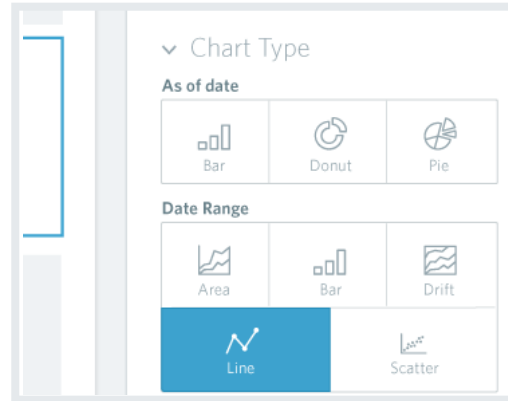 Chart Type
As of date
Bar Donut Pie
Date Range
Area Bar Drift
Line Scatter